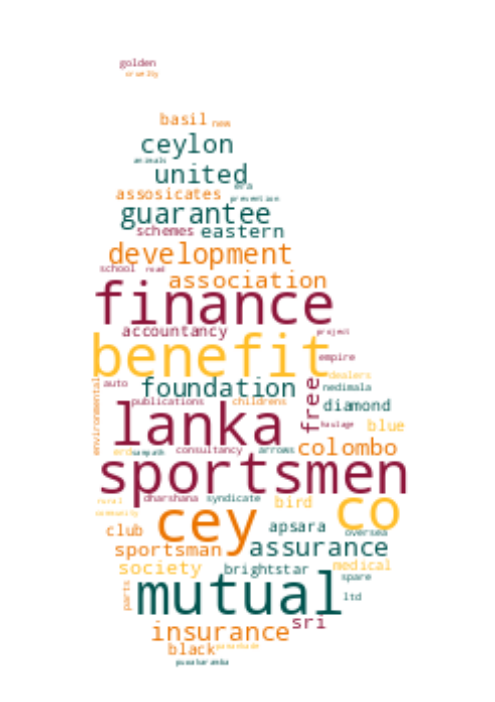 golden
cruelty
basil new
ceylon
animals
united
era
assosicates prevention
guarantee
schemes eastern
development
school road
association
finance
accountancy project
benefit
empire
dealers
auto foundation nedimala
environmental
publications childrens free diamond
lanka haulage blue
ord sampath consultancy arrows colombo
sportsmen
rural dharshana syndicate bird co
community
cey
club apsara oversea
sportsman assurance
society brightstar medical
spare
parts mutual ltd
sri
insurance
black
puwakaramba